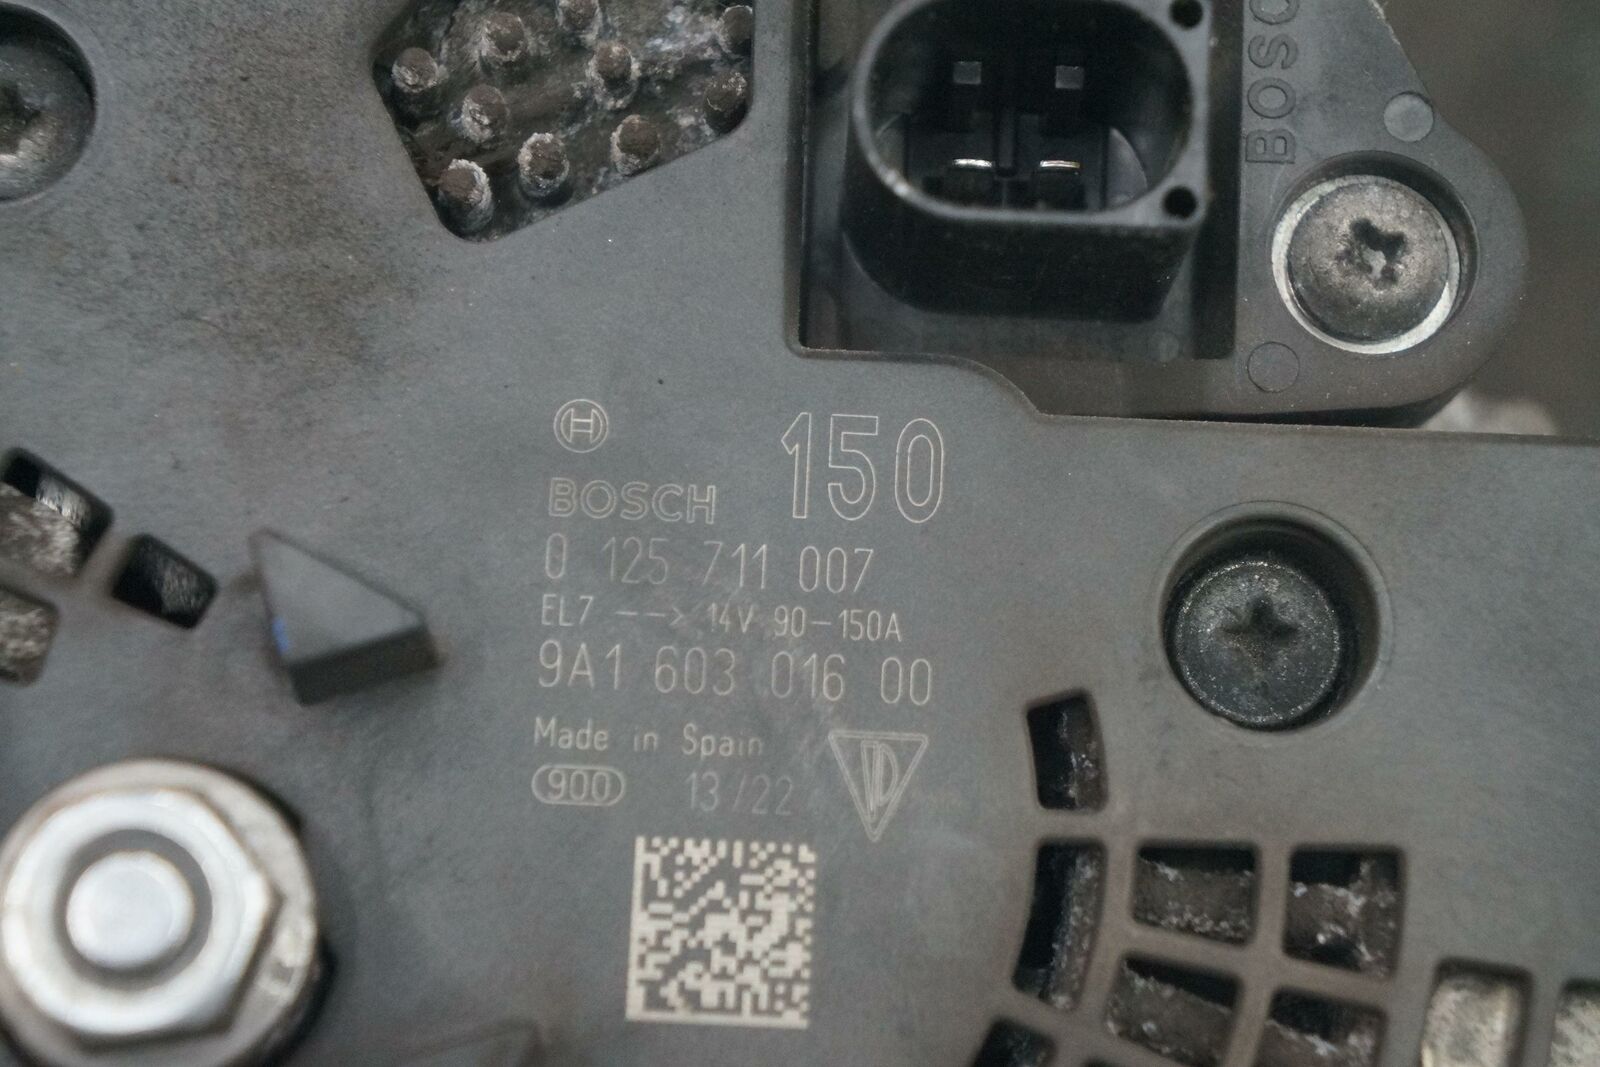 BOSC
150
BOSCH
0 125 711 007
EL7 --> 14V 90-150A
9A1 603 016 00
Made in Spain
900 13/22